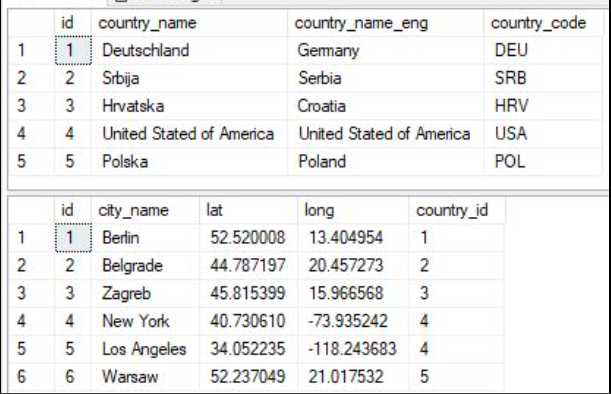 id country_name country_name_eng country_code
1 1 Deutschland Germany DEU
2 2 Srbija Serbia SRB
3 3 Hrvatska Croatia HRV
4 4 United Stated of America United Stated of America USA
5 5 Polska Poland POL
id city_name lat long country_id
1 1 Berlin 52.520008 13.404954 1
2 2 Belgrade 44.787197 20.457273 2
3 3 Zagreb 45.815399 15.966568 3
4 4 New York 40.730610 -73.935242 4
5 5 Los Angeles 34.052235 -118.243683 4
6 6 Warsaw 52.237049 21.017532 5